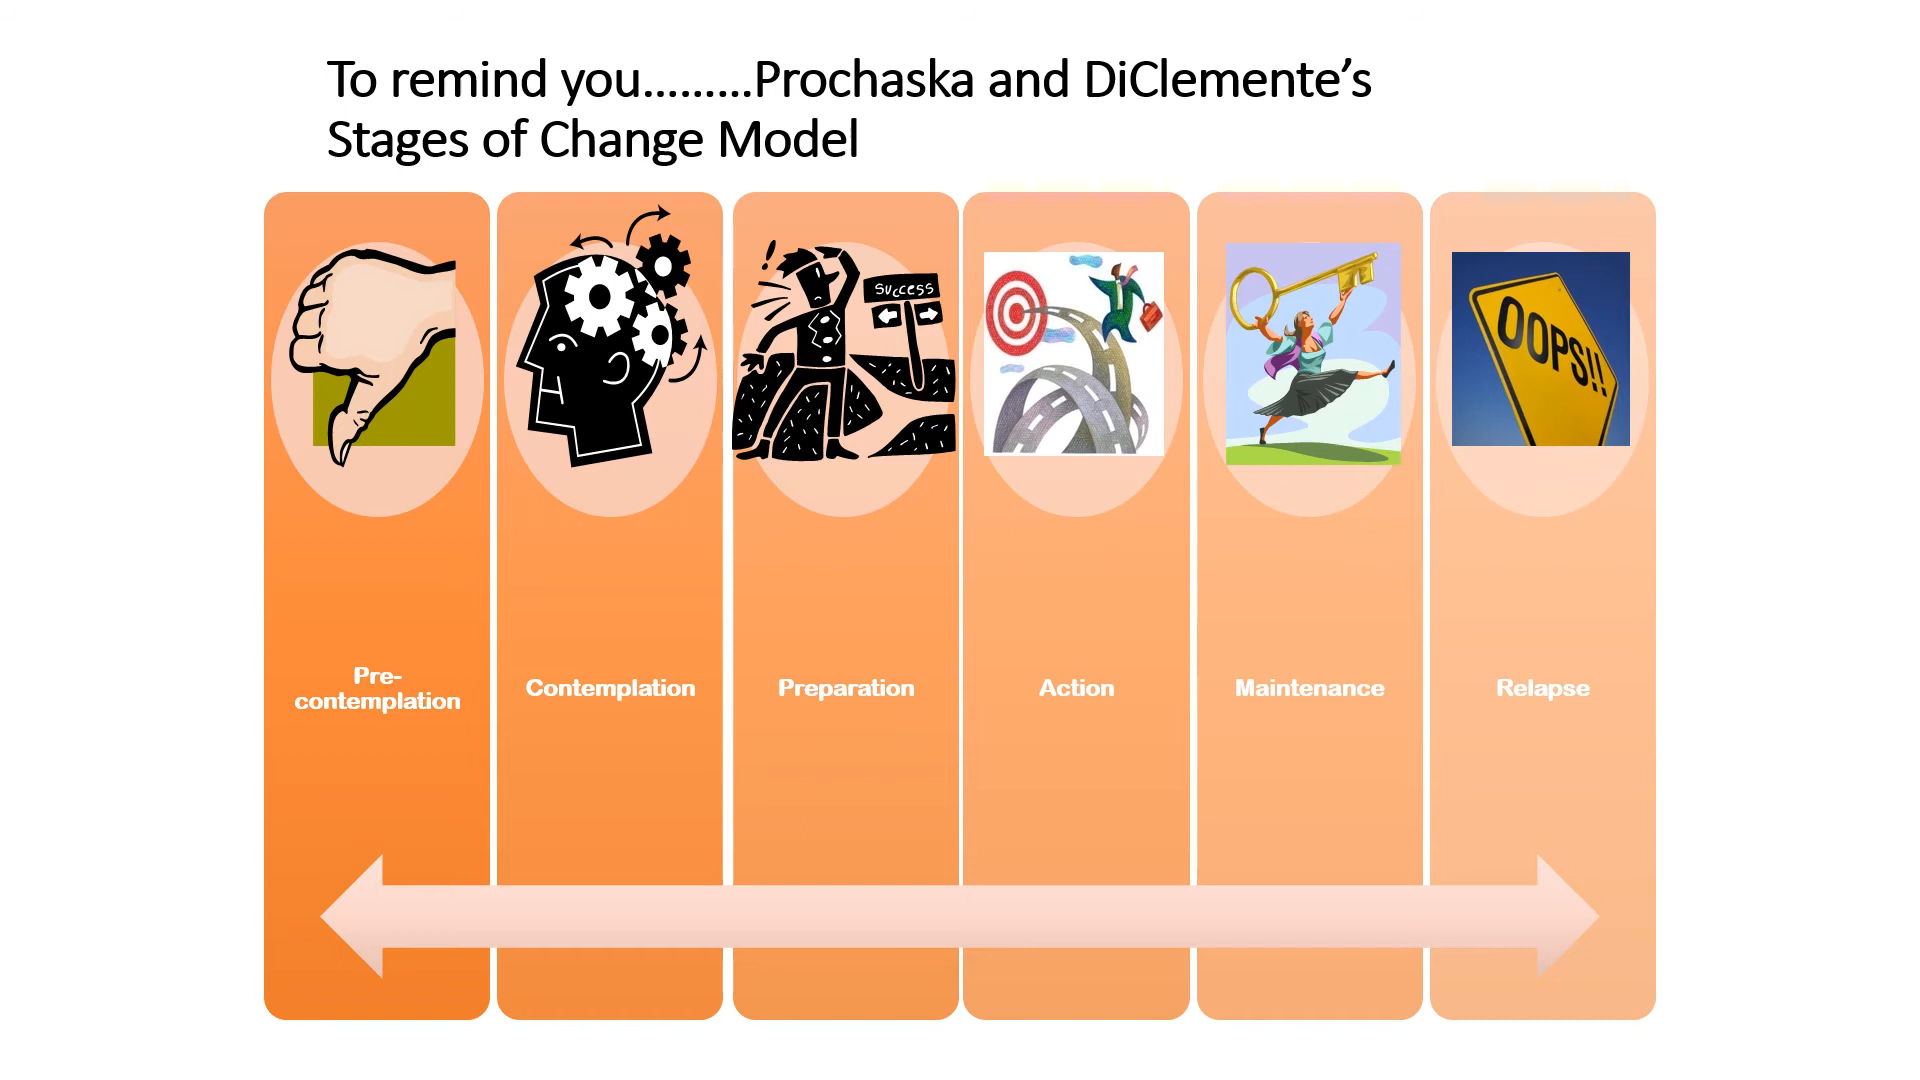 To remind you.........Prochaska and DiClemente’s
Stages of Change Model
success
OOPS!!
Pre-
contemplation
Contemplation
Preparation
Action
Maintenance
Relapse